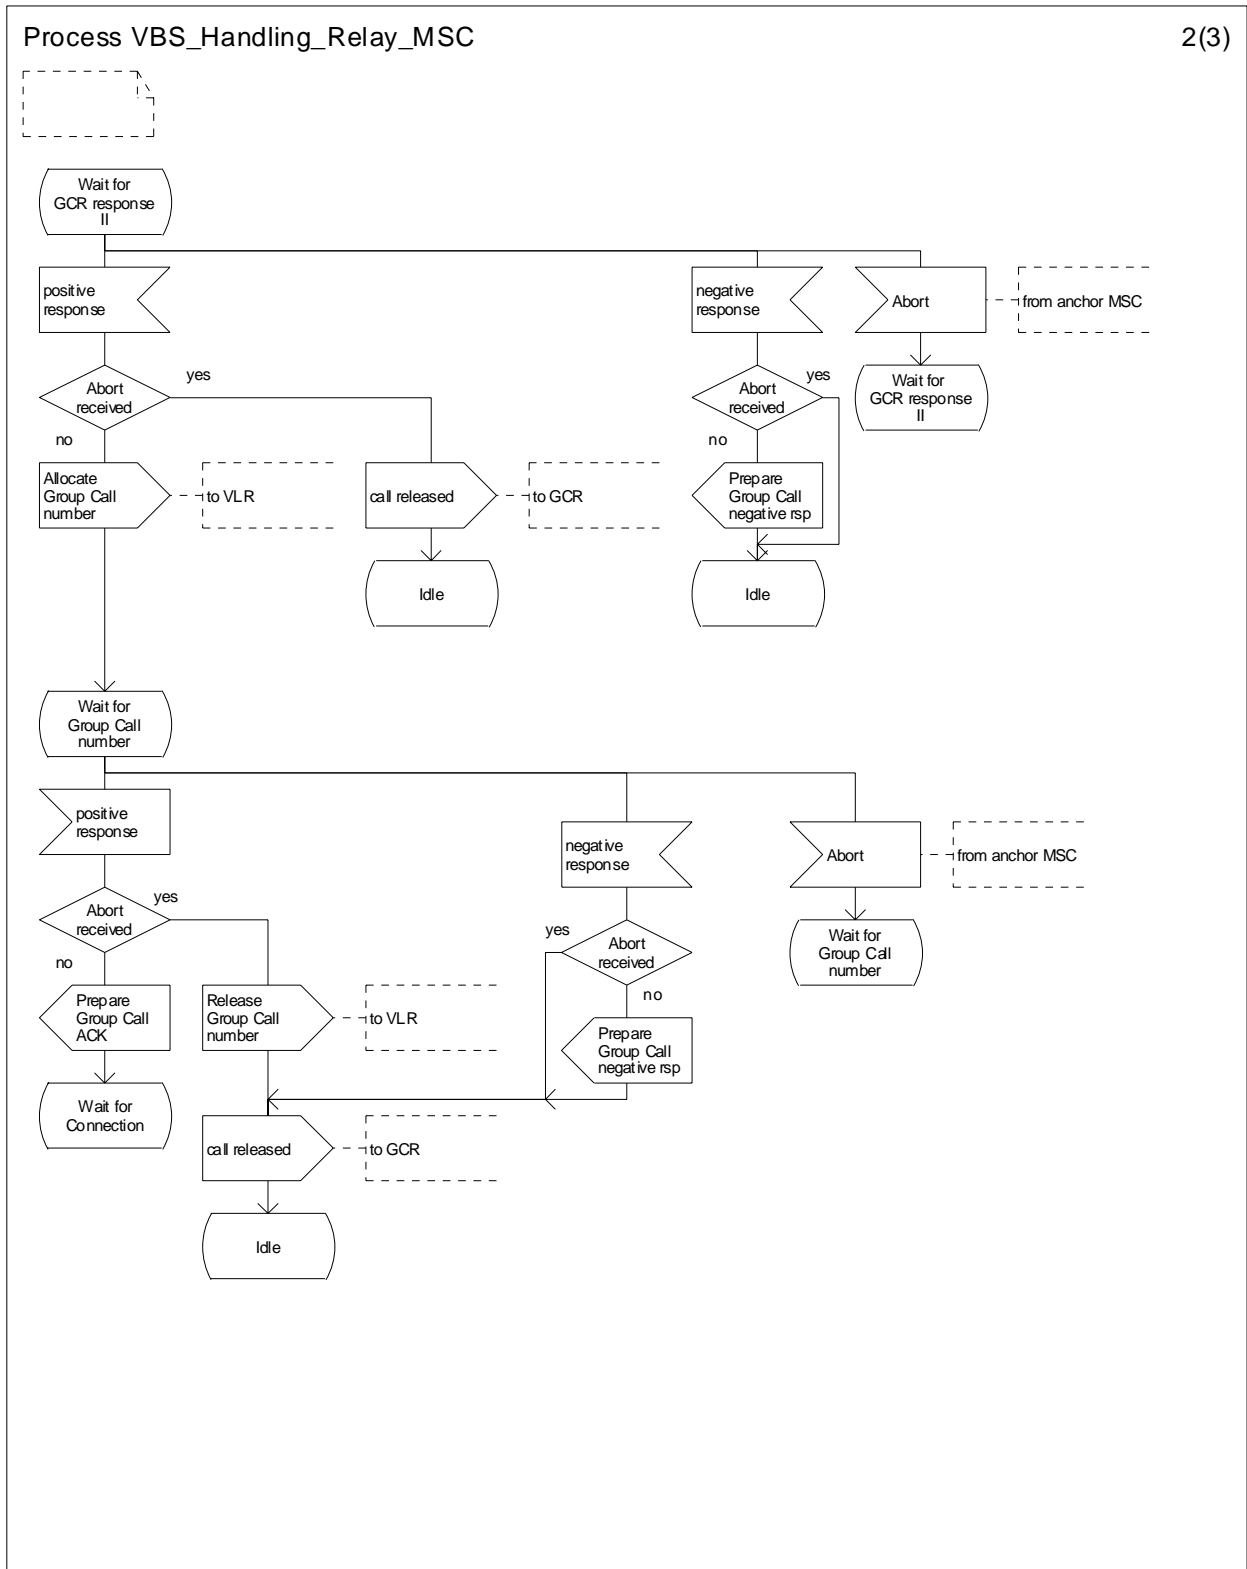 Process VBS_Handling_Relay_MSC
2(3)
Wait for
GCR response
II
positive
response
negative
response
Abort
from anchor MSC
Abort
received
yes
no
Abort
received
yes
no
Wait for
GCR response
II
Allocate
Group Call
number
to VLR
call released
to GCR
Prepare
Group Call
negative rsp
Idle
Idle
Wait for
Group Call
number
positive
response
negative
response
Abort
from anchor MSC
Abort
received
yes
no
yes
Abort
received
no
Wait for
Group Call
number
Prepare
Group Call
ACK
Release
Group Call
number
to VLR
Prepare
Group Call
negative rsp
Wait for
Connection
call released
to GCR
Idle